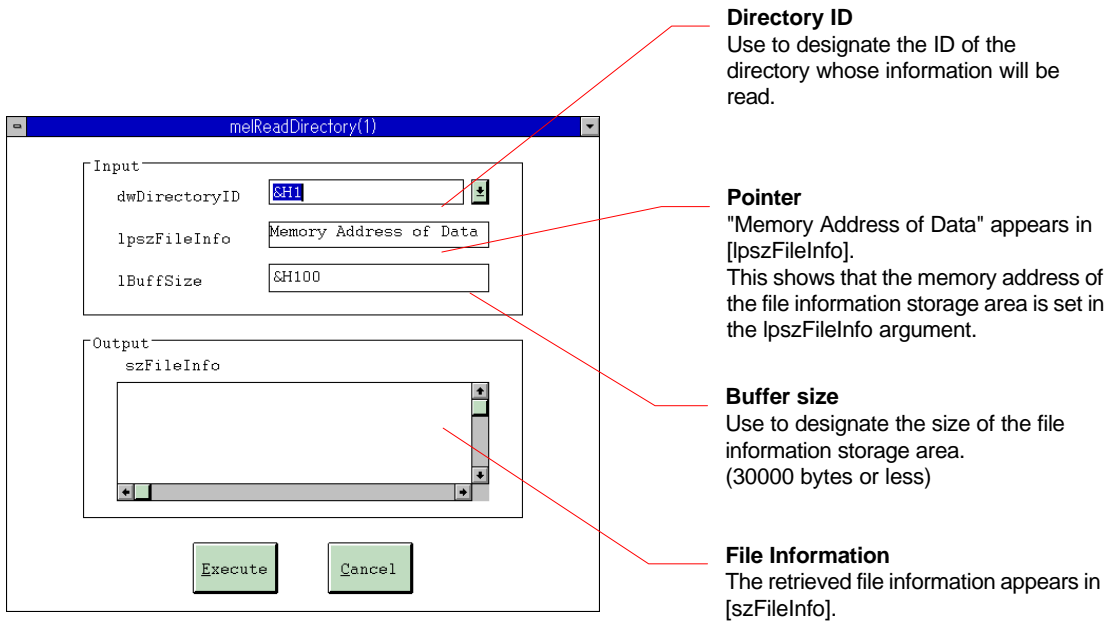 Directory ID
Use to designate the ID of the
directory whose information will be
read.
melReadDirectory(1)
Input
dwDirectoryID
&H1
lpszFileInfo
Memory Address of Data
lBuffSize
&H100
Pointer
"Memory Address of Data" appears in
[lpszFileInfo].
This shows that the memory address of
the file information storage area is set in
the lpszFileInfo argument.
Output
szFileInfo
Buffer size
Use to designate the size of the file
information storage area.
(30000 bytes or less)
Execute
Cancel
File Information
The retrieved file information appears in
[szFileInfo].